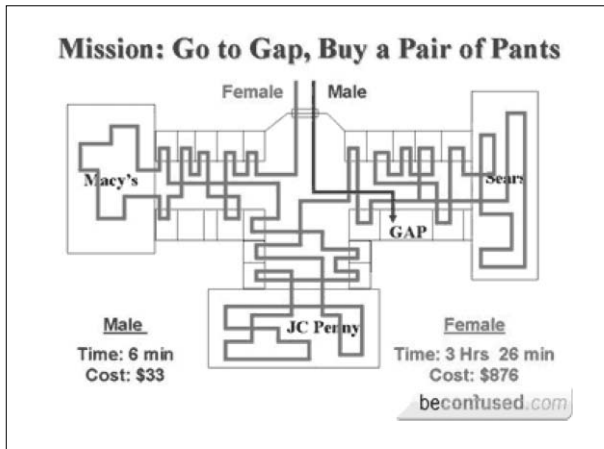 Mission: Go to Gap, Buy a Pair of Pants
Female Male
Macy's
Sears
GAP
JC Penny
Male
Time: 6 min
Cost: $33
Female
Time: 3 Hrs 26 min
Cost: $876
beconfused.com